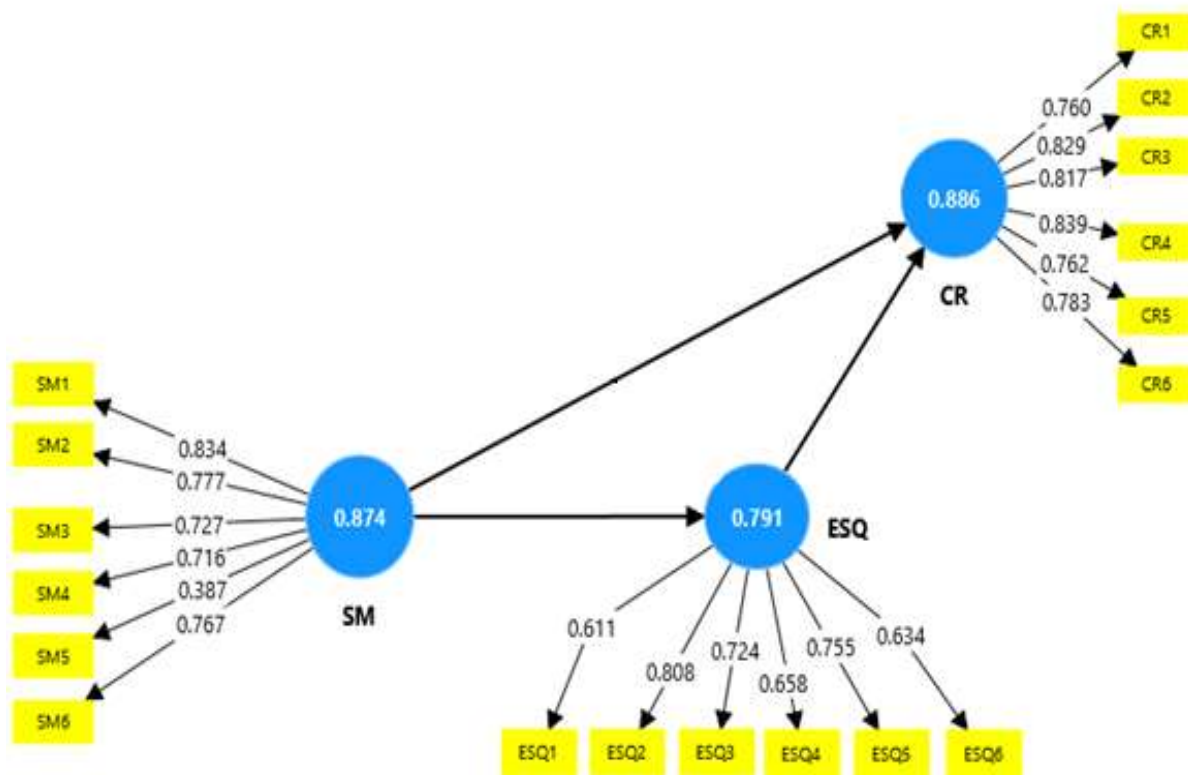 CR1
0.760
CR2
0.829
CR3
0.817
0.886
0.839
CR4
0.762
CR5
CR
0.783
CR6
SM1
0.834
SM2
0.777
SM3
0.727
0.874
0.791
ESQ
0.716
SM4
0.387
SM
0.767
SM5
SM6
0.611
0.808
0.724
0.658
0.755
0.634
ESQ1
ESQ2
ESQ3
ESQ4
ESQ5
ESQ6